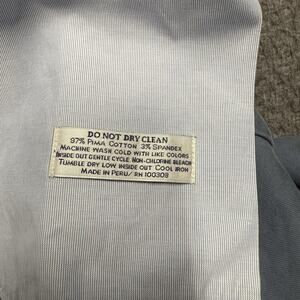 DO NOT DRY CLEAN
97% PIMA COTTON 3% SPANDEX
MACHINE WASH COLD WITH LIKE COLORS
INSIDE OUT GENTLE CYCLE. NON-CHLORINE BLEACH
TUMBLE DRY LOW INSIDE OUT COOL IRON
MADE IN PERU/RN 100309